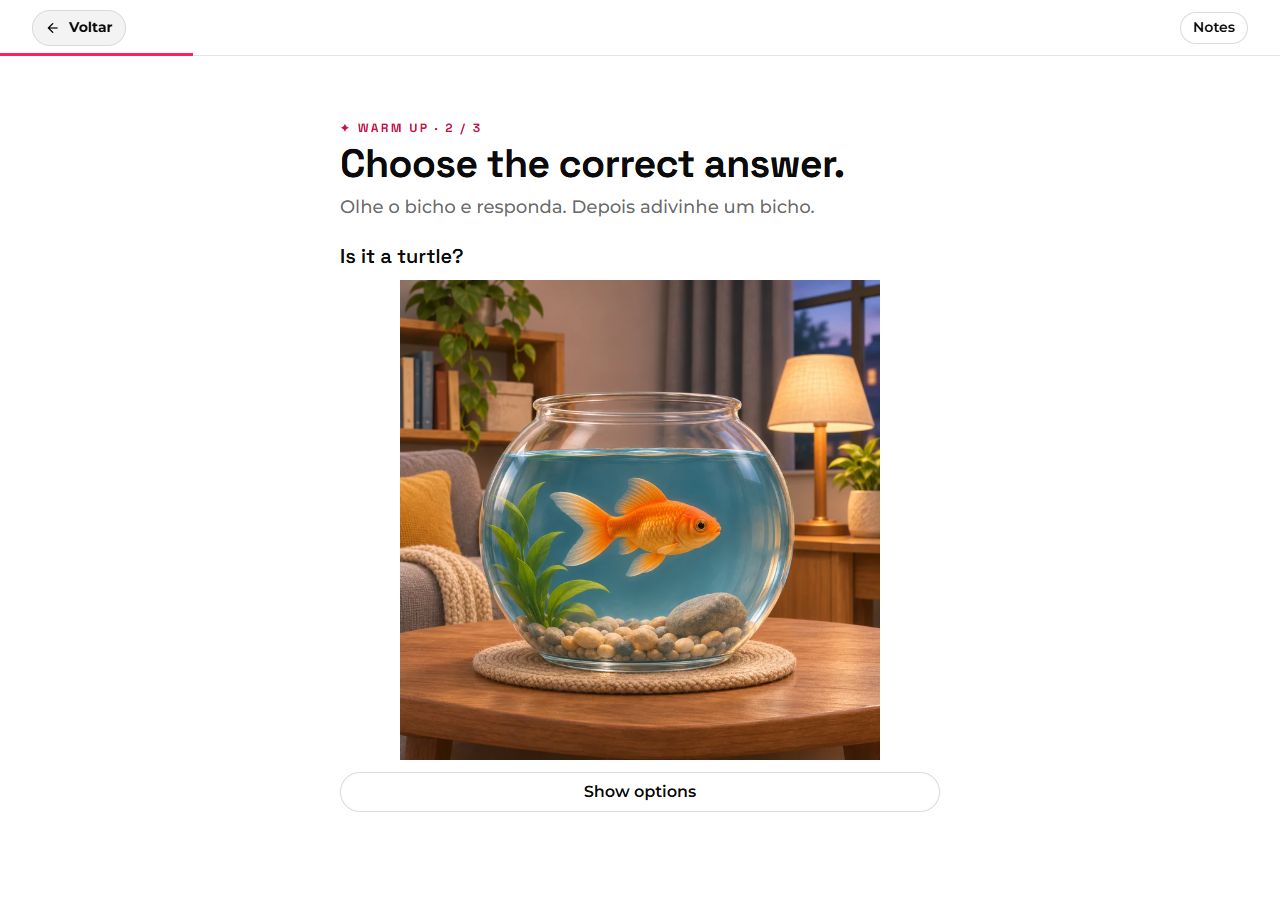 ← Voltar
Notes
✦ WARM UP · 2 / 3
Choose the correct answer.
Olhe o bicho e responda. Depois adivinhe um bicho.
Is it a turtle?
Show options